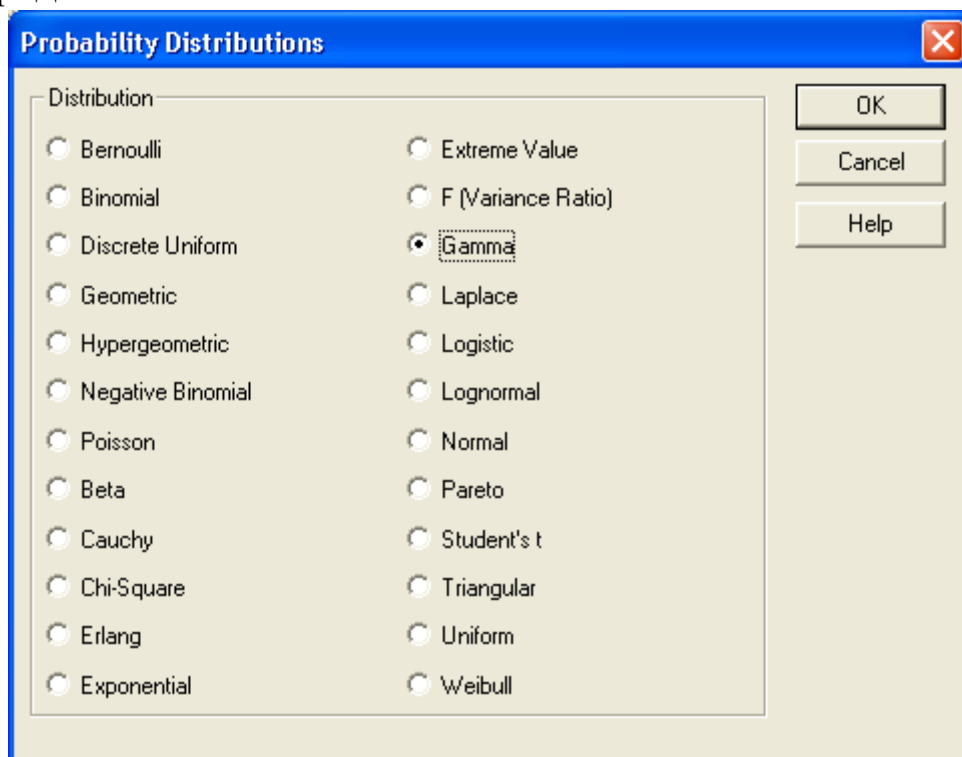 Probability Distributions
Distribution
Bernoulli
Binomial
Discrete Uniform
Geometric
Hypergeometric
Negative Binomial
Poisson
Beta
Cauchy
Chi-Square
Erlang
Exponential
Extreme Value
F (Variance Ratio)
Gamma
Laplace
Logistic
Lognormal
Normal
Pareto
Student's t
Triangular
Uniform
Weibull
OK
Cancel
Help